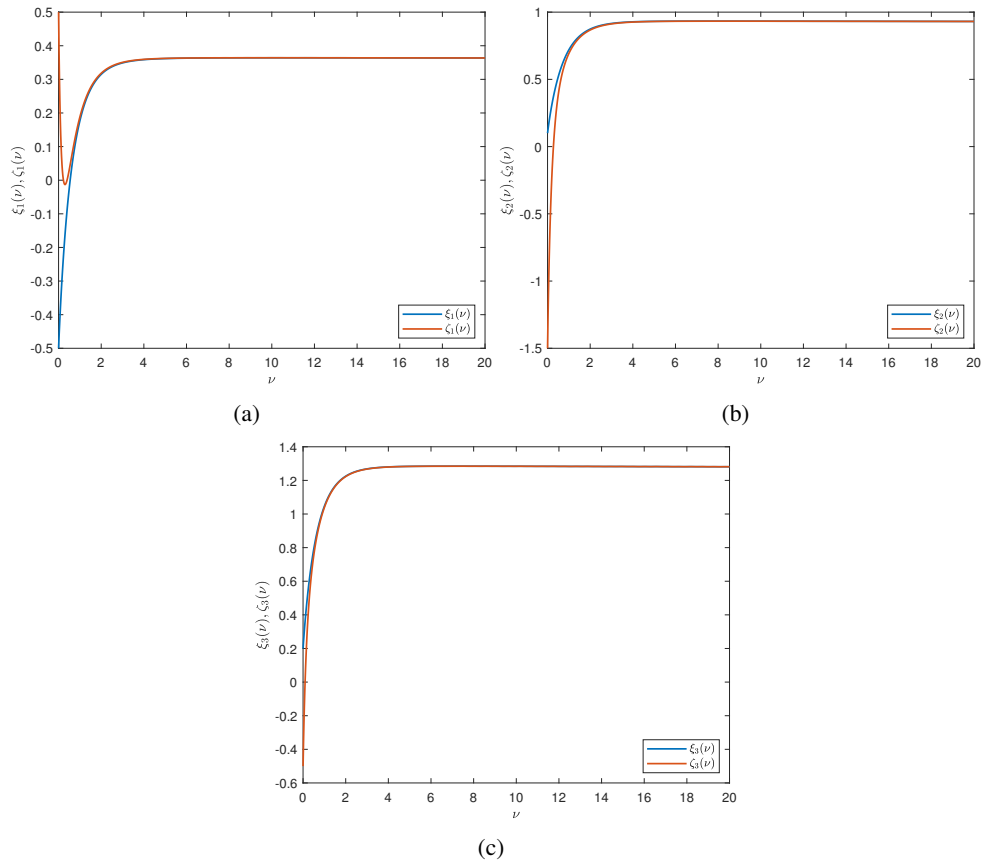 0.5
0.4
0.3
0.2
0.1
0
-0.1
-0.2
-0.3
-0.4
-0.5
ξ₁(ν), ζ₁(ν)
0 2 4 6 8 10 12 14 16 18 20
ν
ξ₁(ν)
ζ₁(ν)
(a)
1
0.5
0
-0.5
-1
-1.5
ξ₂(ν), ζ₂(ν)
0 2 4 6 8 10 12 14 16 18 20
ν
ξ₂(ν)
ζ₂(ν)
(b)
1.4
1.2
1
0.8
0.6
0.4
0.2
0
-0.2
-0.4
-0.6
ξ₃(ν), ζ₃(ν)
0 2 4 6 8 10 12 14 16 18 20
ν
ξ₃(ν)
ζ₃(ν)
(c)